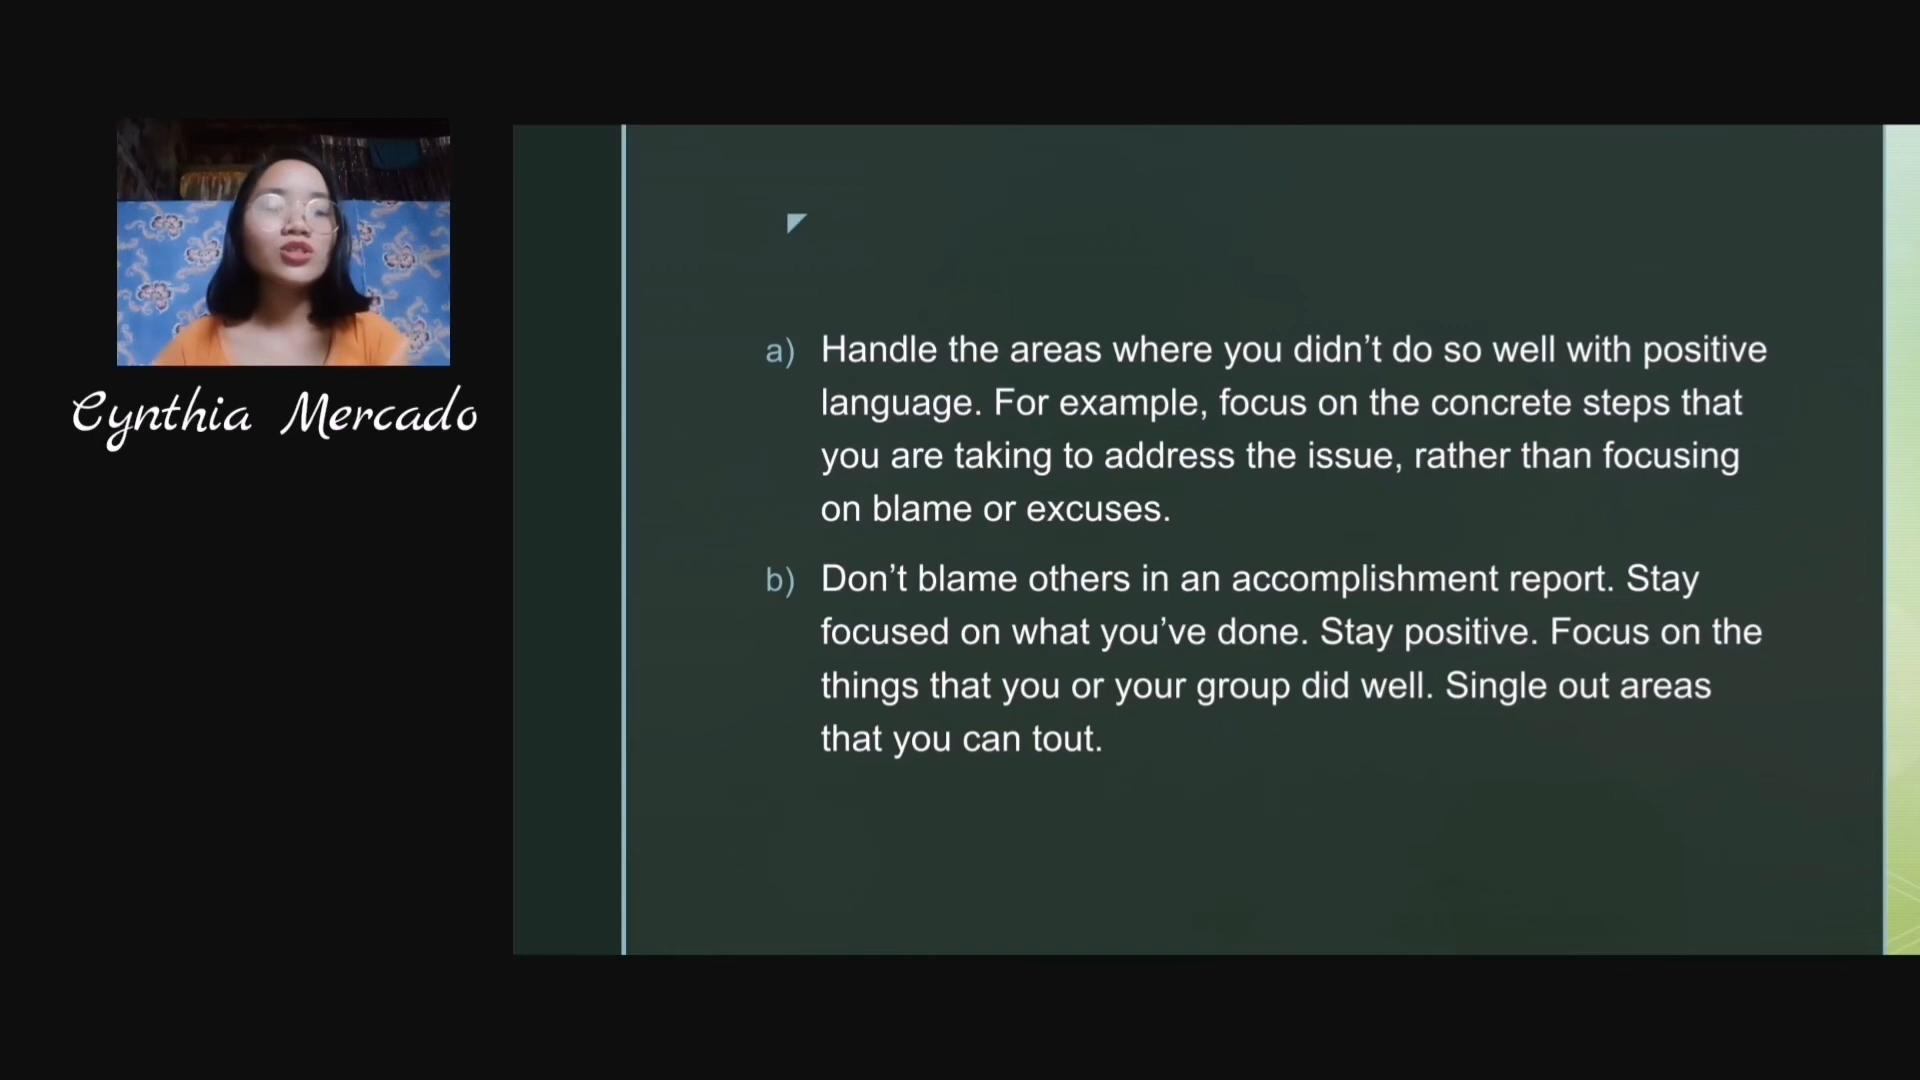 Cynthia Mercado
a) Handle the areas where you didn’t do so well with positive
language. For example, focus on the concrete steps that
you are taking to address the issue, rather than focusing
on blame or excuses.
b) Don’t blame others in an accomplishment report. Stay
focused on what you’ve done. Stay positive. Focus on the
things that you or your group did well. Single out areas
that you can tout.